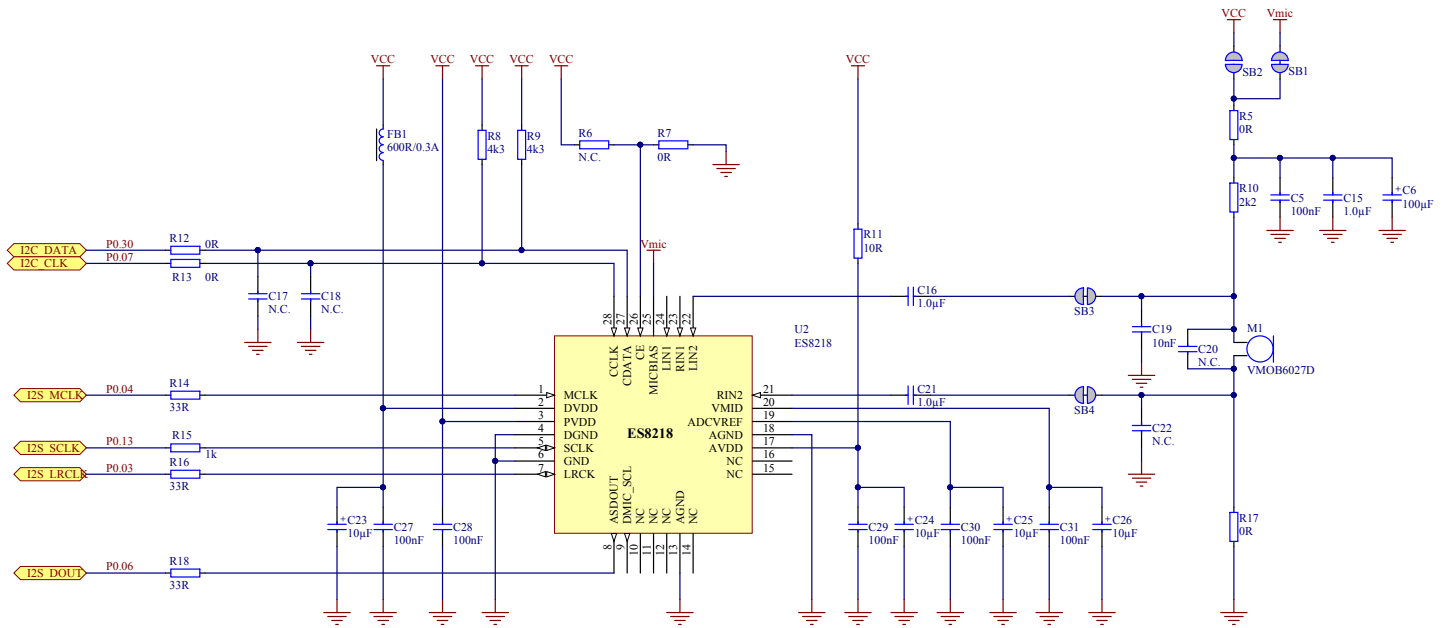 VCC Vmic
SB2 SB1
VCC VCC VCC VCC VCC VCC
R5
0R
FB1
600R/0.3A
R8
4k3
R9
4k3
R6
N.C.
R7
0R
R10
2k2
C5
100nF
C15
1.0µF
+ C6
100µF
R11
10R
I2C_DATA P0.30 R12 0R
I2C_CLK P0.07 R13 0R
Vmic
C17
N.C.
C18
N.C.
C16
1.0µF
SB3
28 27 26 25 24 23 22
CCLK CDATA CE MICBIAS LIN1 RIN1 LIN2
U2
ES8218
C19
10nF
C20
N.C.
M1
VMOB6027D
I2S_MCLK P0.04 R14
33R
I2S_SCLK P0.13 R15
1k
I2S_LRCLK P0.03 R16
33R
1 MCLK
2 DVDD
3 PVDD
4 DGND
5 SCLK
6 GND
7 LRCK
ES8218
RIN2 21
VMID 20
ADCVREF 19
AGND 18
AVDD 17
NC 16
NC 15
C21
1.0µF
SB4
C22
N.C.
ASDOUT DMIC_SCL NC NC NC AGND NC
8 9 10 11 12 13 14
+ C23
10µF
C27
100nF
C28
100nF
C29
100nF
+ C24
10µF
C30
100nF
+ C25
10µF
C31
100nF
+ C26
10µF
R17
0R
I2S_DOUT P0.06 R18
33R